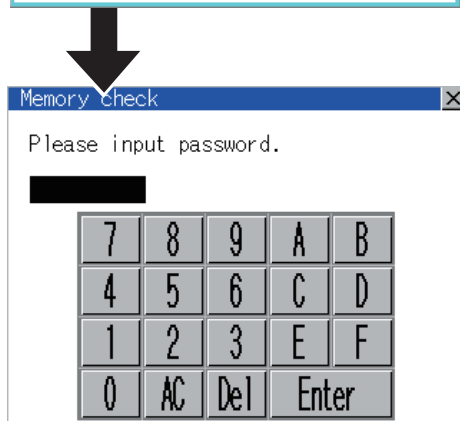 Memory check ×
Please input password.
7 8 9 A B
4 5 6 C D
1 2 3 E F
0 AC Del Enter